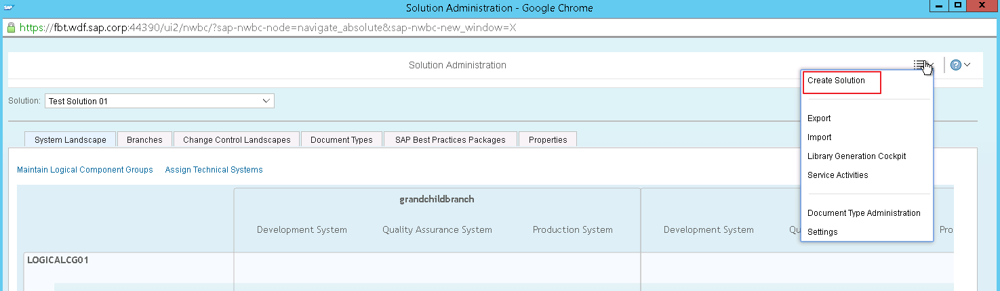 SAP
Solution Administration - Google Chrome
X
https://fbt.wdf.sap.corp:44390/ui2/nwbc/?sap-nwbc-node=navigate_absolute&sap-nwbc-new_window=X
Solution Administration
?
Create Solution
Solution: Test Solution 01
Export
Import
Library Generation Cockpit
Service Activities
Document Type Administration
Settings
System Landscape Branches Change Control Landscapes Document Types SAP Best Practices Packages Properties
Maintain Logical Component Groups Assign Technical Systems
grandchildbranch
Development System Quality Assurance System Production System Development System Qu Pro
LOGICALCG01